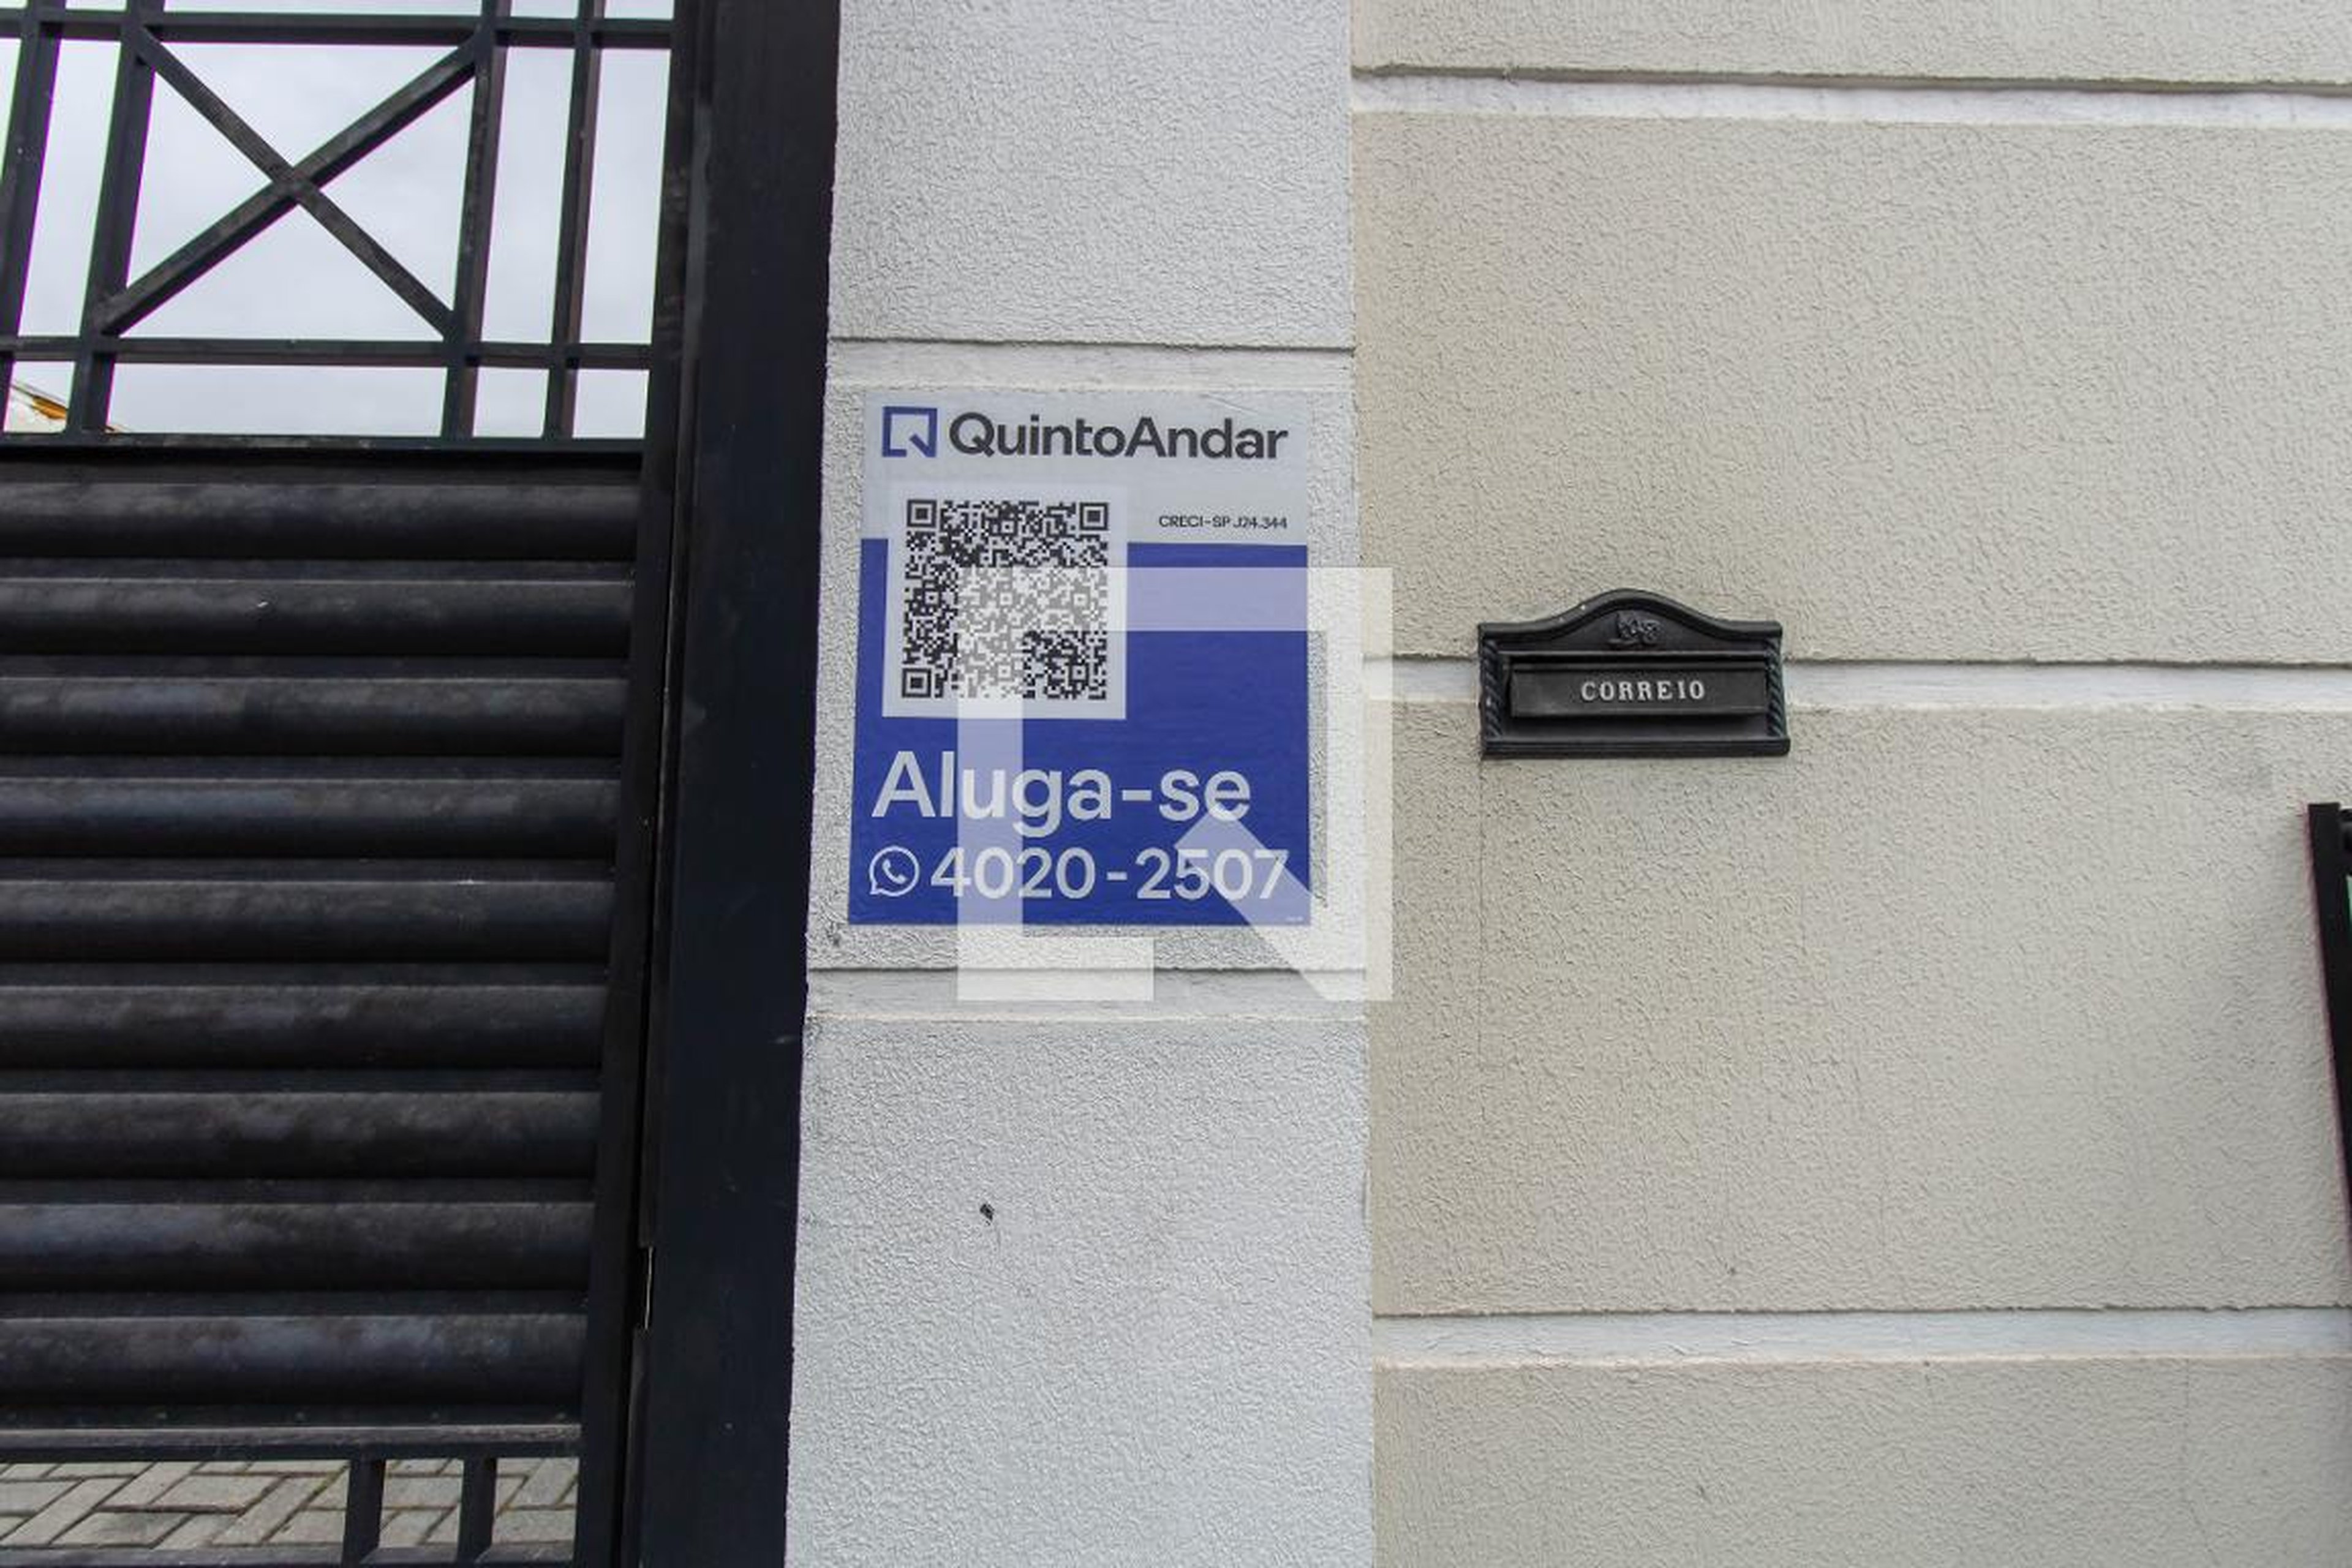 QuintoAndar
CRECI-SP J24.344
Aluga-se
4020-2507
CORREIO